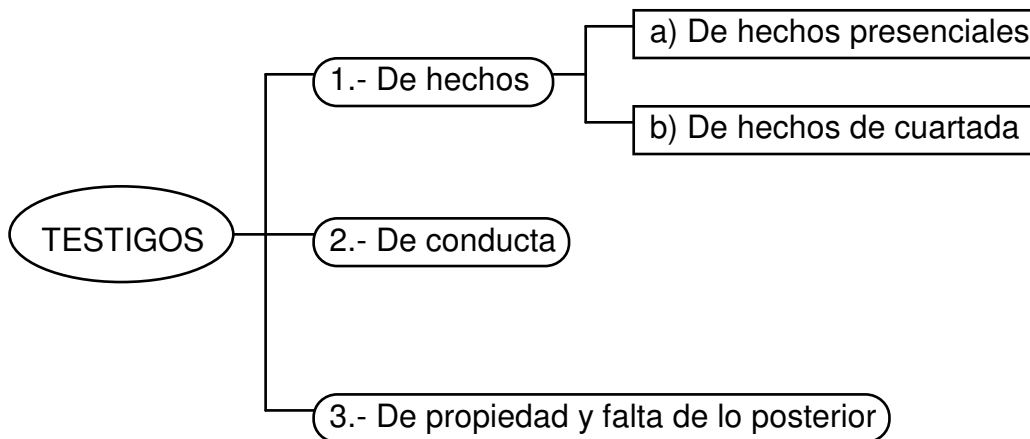 TESTIGOS
1.- De hechos
a) De hechos presenciales
b) De hechos de cuartada
2.- De conducta
3.- De propiedad y falta de lo posterior